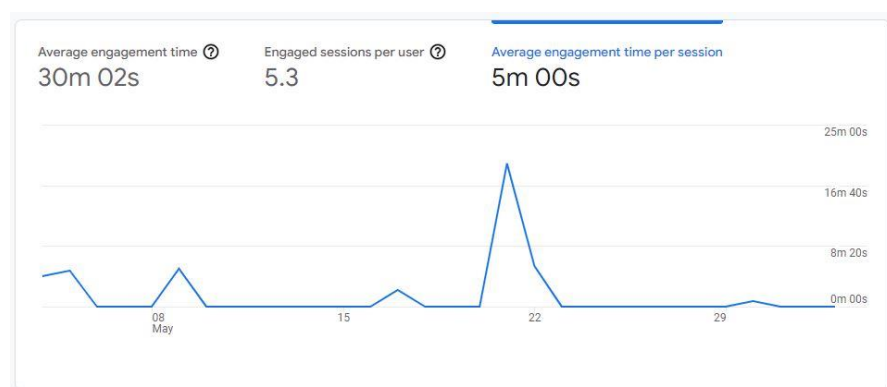 Average engagement time
30m 02s
Engaged sessions per user
5.3
Average engagement time per session
5m 00s
25m 00s
16m 40s
8m 20s
0m 00s
08
May
15
22
29